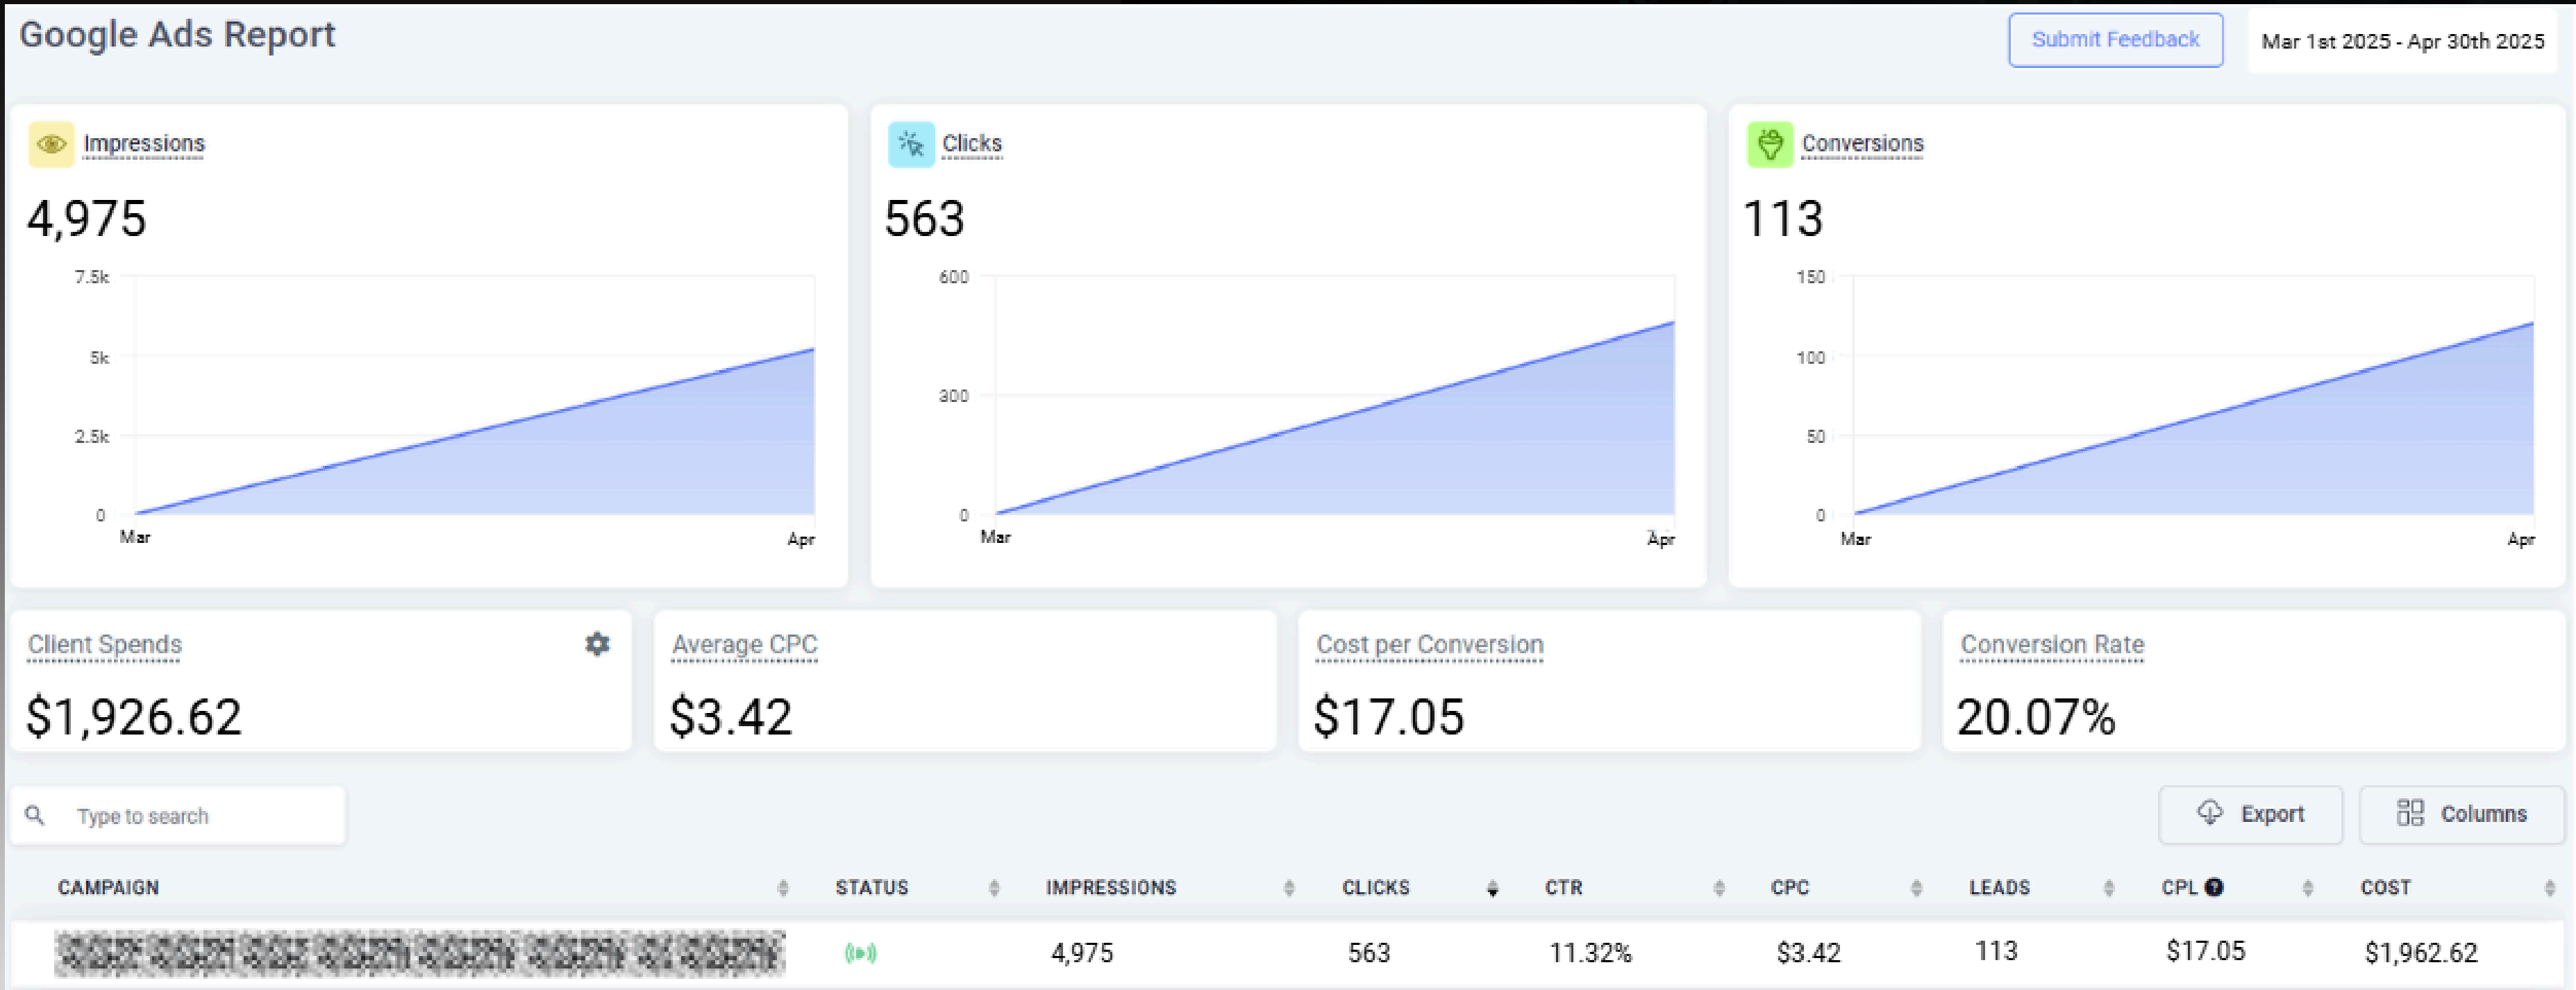 Google Ads Report
Submit Feedback
Mar 1st 2025 - Apr 30th 2025
Impressions
4,975
7.5k
5k
2.5k
0
Mar
Apr
Clicks
563
600
300
0
Mar
Apr
Conversions
113
150
100
50
0
Mar
Apr
Client Spends
$1,926.62
Average CPC
$3.42
Cost per Conversion
$17.05
Conversion Rate
20.07%
Type to search
Export
Columns
CAMPAIGN STATUS IMPRESSIONS CLICKS CTR CPC LEADS CPL ? COST
4,975 563 11.32% $3.42 113 $17.05 $1,962.62